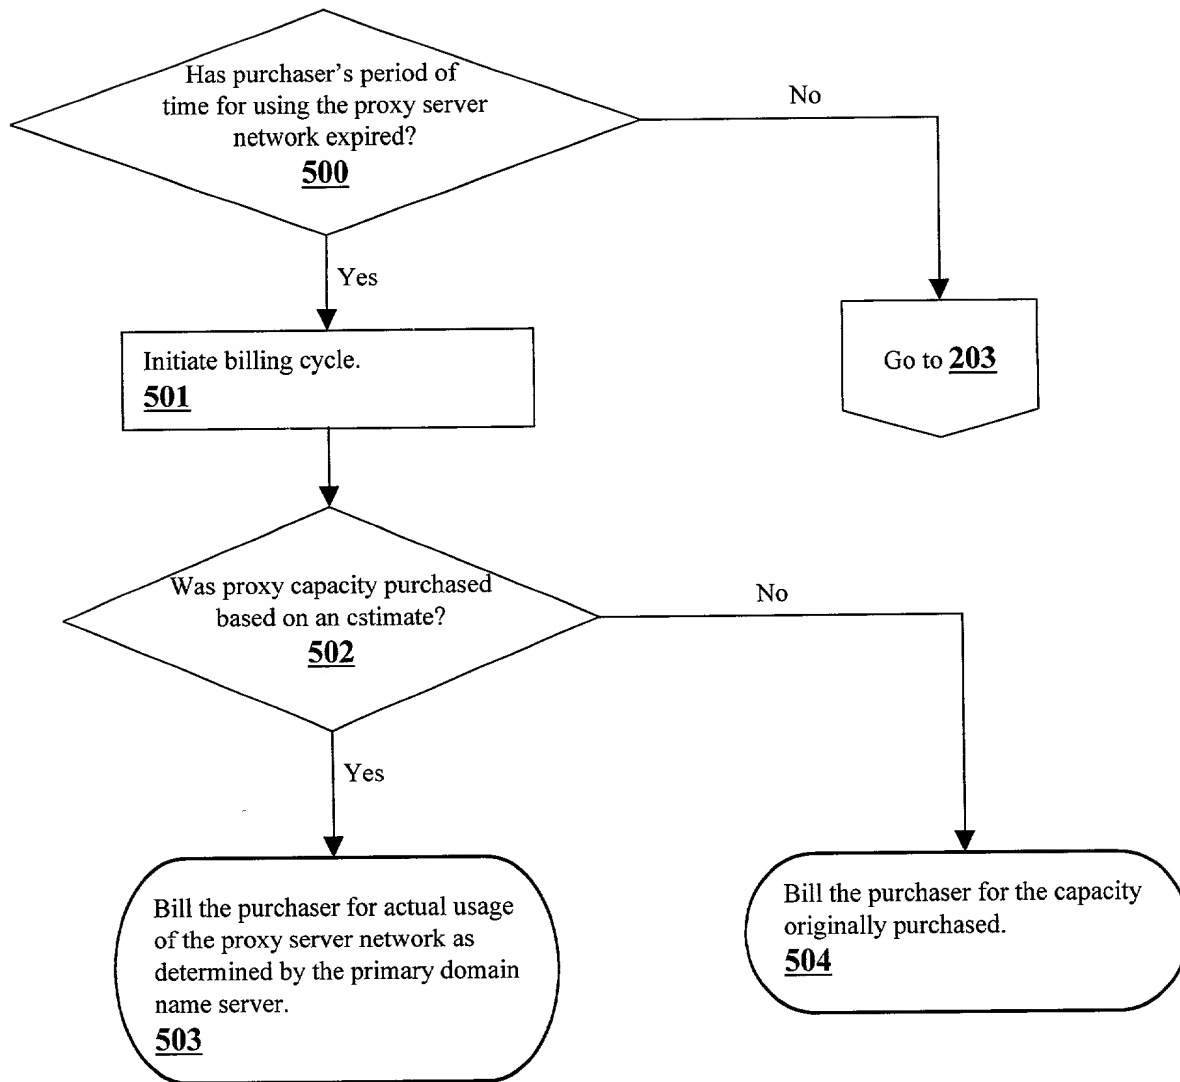 Has purchaser's period of
time for using the proxy server
network expired?
500
No
Yes
Initiate billing cycle.
501
Go to 203
Was proxy capacity purchased
based on an estimate?
502
No
Yes
Bill the purchaser for actual usage
of the proxy server network as
determined by the primary domain
name server.
503
Bill the purchaser for the capacity
originally purchased.
504